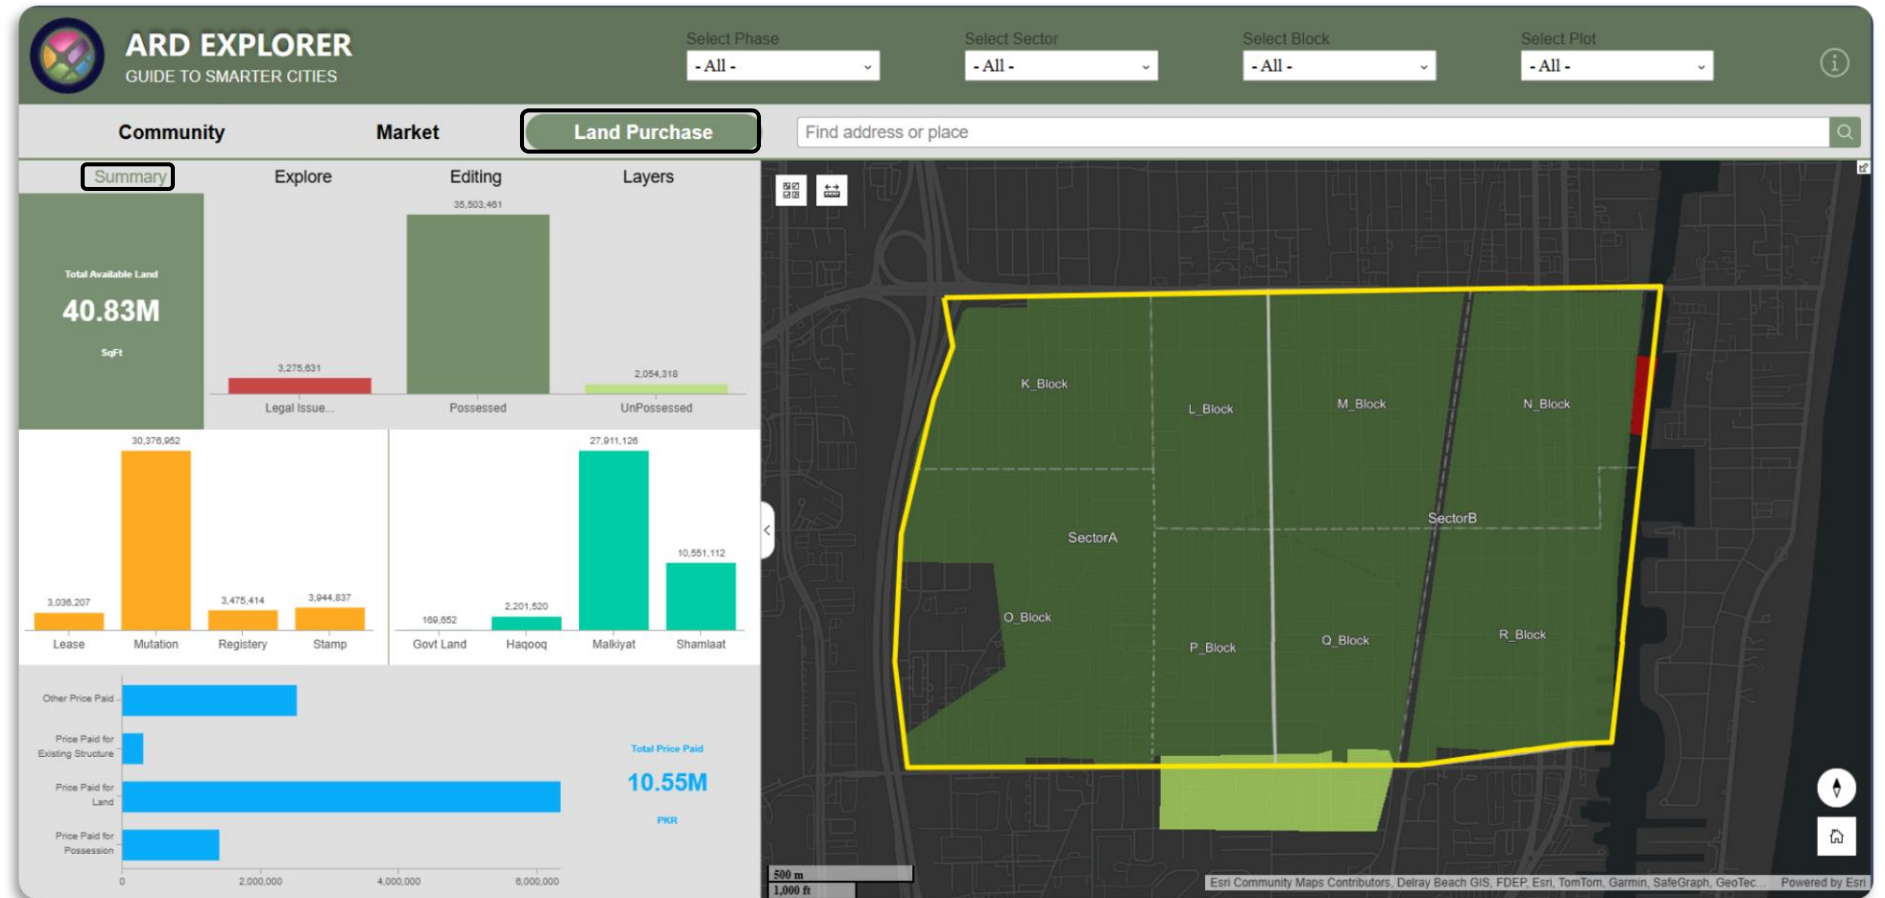 ARD EXPLORER
GUIDE TO SMARTER CITIES
Select Phase
- All -
Select Sector
- All -
Select Block
- All -
Select Plot
- All -
Community
Market
Land Purchase
Find address or place
Summary
Explore
Editing
Layers
Total Available Land
40.83M
SqFt
35,503,461
3,275,631
2,054,318
Legal Issue...
Possessed
UnPossessed
30,376,952
3,036,207
3,475,414
3,944,837
Lease
Mutation
Registery
Stamp
27,911,126
10,551,112
2,201,520
169,652
Govt Land
Haqooq
Malkiyat
Shamlaat
Other Price Paid
Price Paid for
Existing Structure
Price Paid for
Land
Price Paid for
Possession
0
2,000,000
4,000,000
6,000,000
Total Price Paid
10.55M
PKR
K_Block
L_Block
M_Block
N_Block
SectorA
SectorB
O_Block
P_Block
Q_Block
R_Block
500 m
1,000 ft
Esri Community Maps Contributors, Delray Beach GIS, FDEP, Esri, TomTom, Garmin, SafeGraph, GeoTec...
Powered by Esri